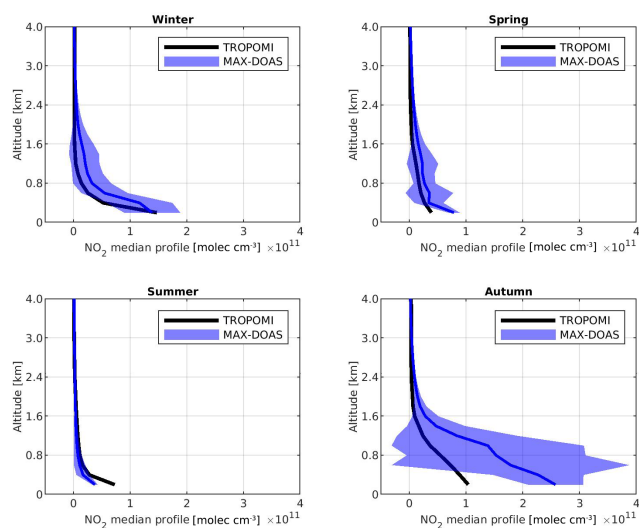 Winter
Altitude [km]
4.0
3.2
2.4
1.6
0.8
0
TROPOMI
MAX-DOAS
0 1 2 3 4
NO2 median profile [molec cm-3] ×10^11
Spring
Altitude [km]
4.0
3.2
2.4
1.6
0.8
0
TROPOMI
MAX-DOAS
0 1 2 3 4
NO2 median profile [molec cm-3] ×10^11
Summer
Altitude [km]
4.0
3.2
2.4
1.6
0.8
0
TROPOMI
MAX-DOAS
0 1 2 3 4
NO2 median profile [molec cm-3] ×10^11
Autumn
Altitude [km]
4.0
3.2
2.4
1.6
0.8
0
TROPOMI
MAX-DOAS
0 1 2 3 4
NO2 median profile [molec cm-3] ×10^11